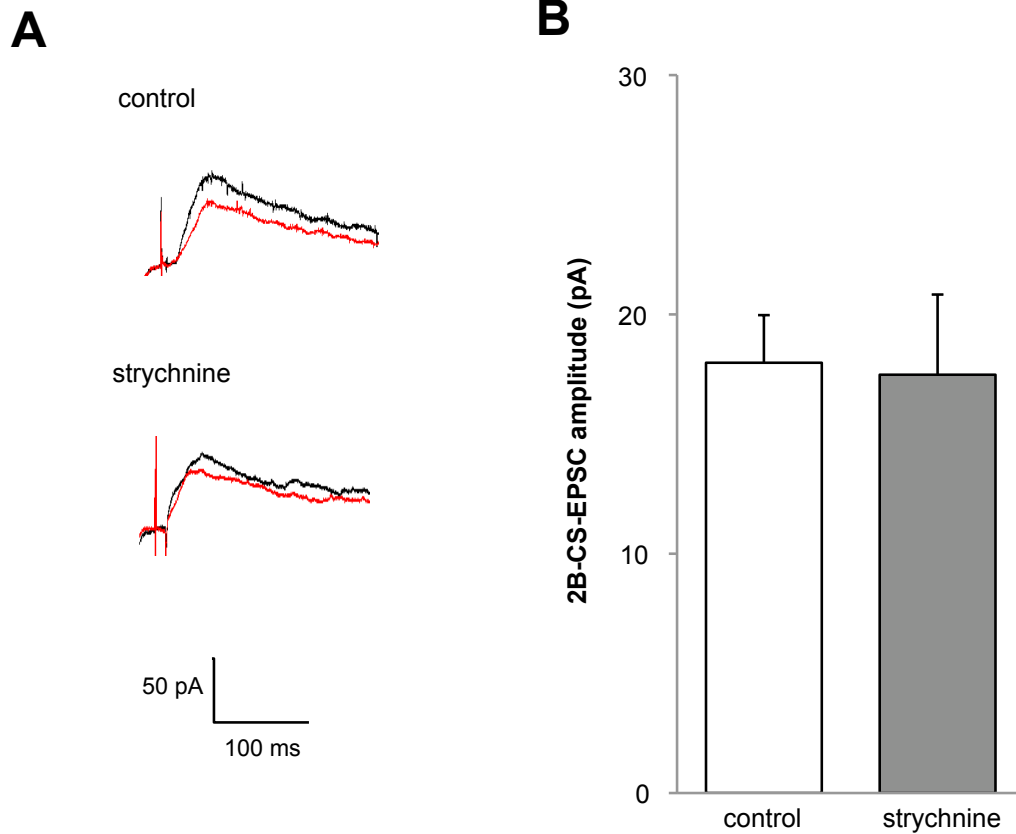 A
control
strychnine
50 pA
100 ms
B
2B-CS-EPSC amplitude (pA)
30
20
10
0
control
strychnine